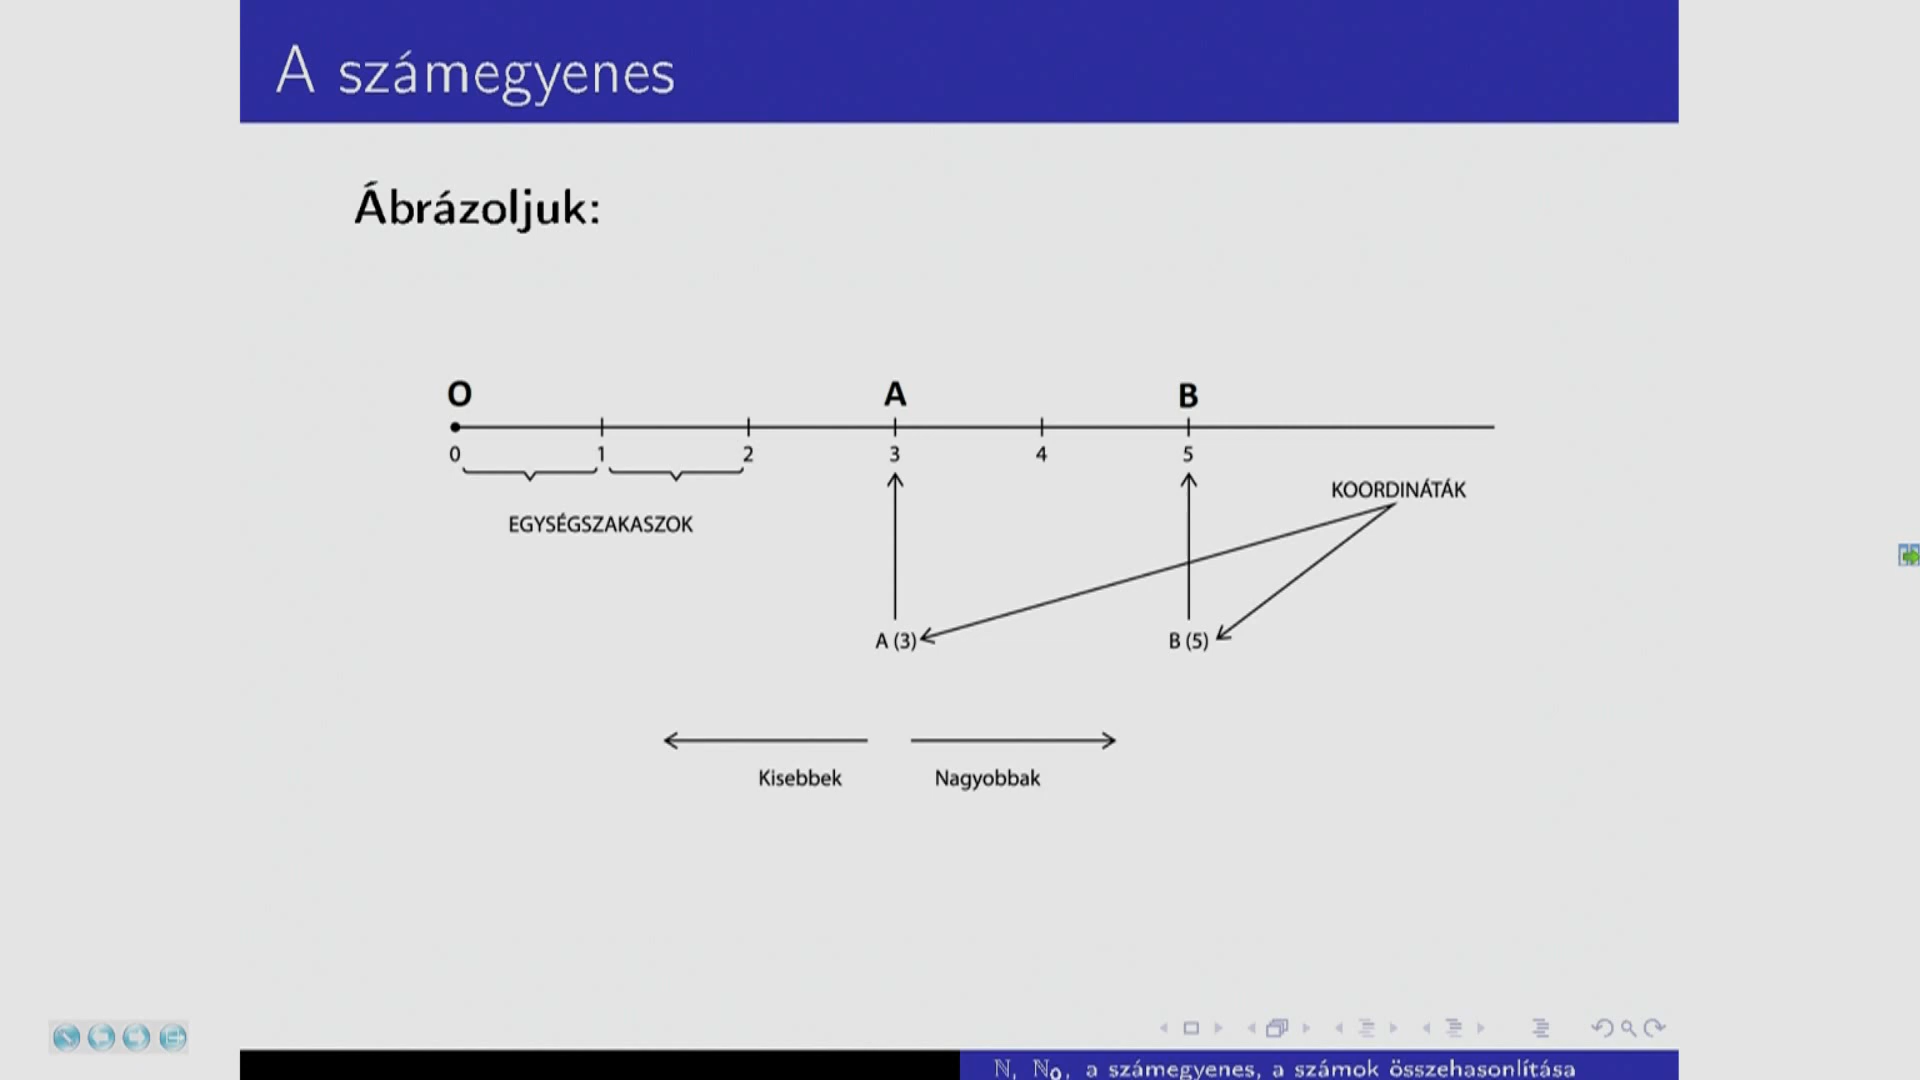 A számegyenes
Ábrázoljuk:
O A B
0 1 2 3 4 5
KOORDINÁTÁK
EGYSÉGSZAKASZOK
A (3) B (5)
Kisebbek Nagyobbak
ℕ, ℕ₀, a számegyenes, a számok összehasonlítása